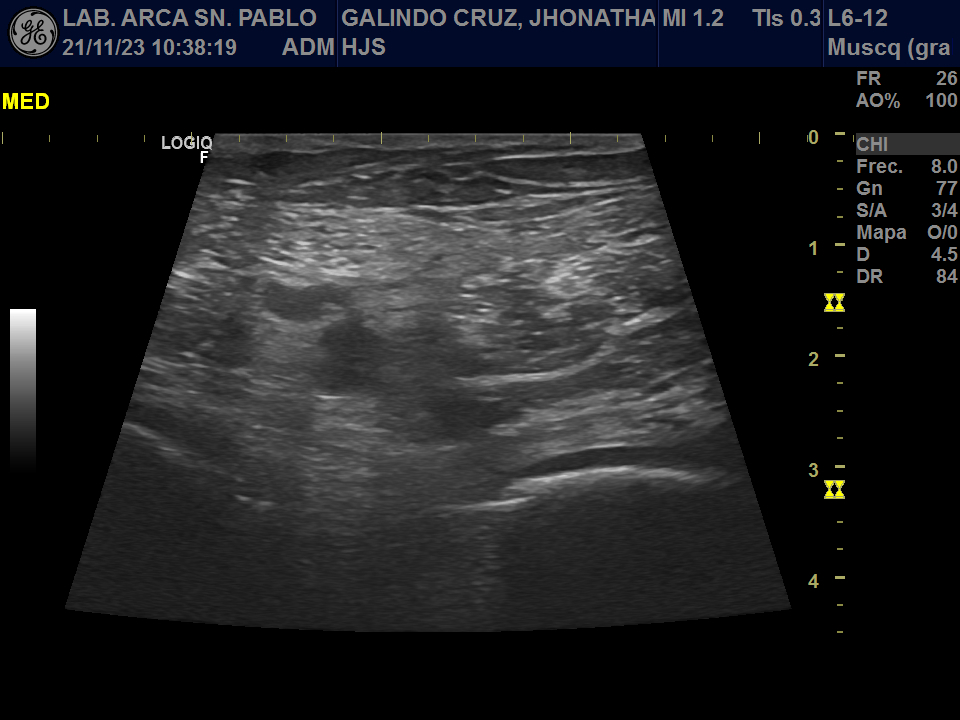 LAB. ARCA SN. PABLO GALINDO CRUZ, JHONATHA MI 1.2 TIs 0.3 L6-12
21/11/23 10:38:19 ADM HJS Muscq (gra
MED
FR 26
AO% 100
LOGIQ
F
CHI
Frec. 8.0
Gn 77
S/A 3/4
Mapa O/0
D 4.5
DR 84
0
1
2
3
4